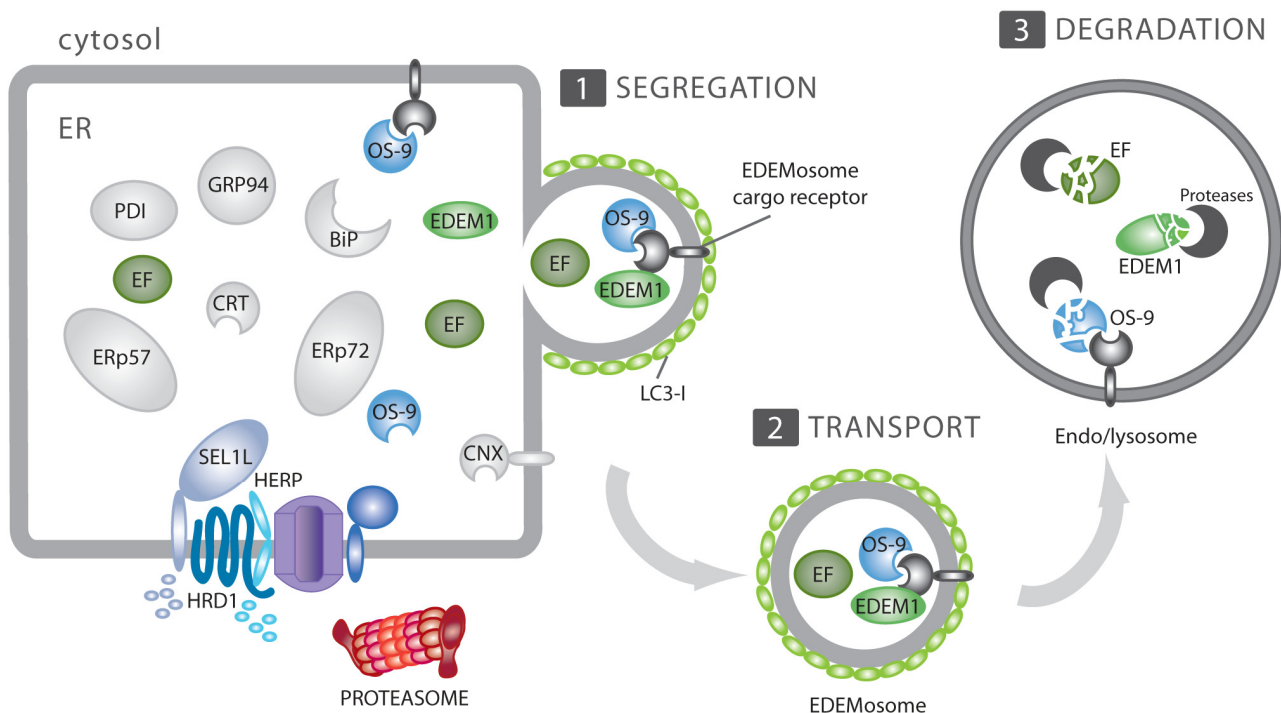 cytosol
ER
OS-9
GRP94
PDI
BiP
EDEM1
EF
CRT
EF
ERp57
ERp72
OS-9
CNX
SEL1L
HERP
HRD1
PROTEASOME
1 SEGREGATION
EDEMosome
cargo receptor
OS-9
EF
EDEM1
LC3-I
2 TRANSPORT
OS-9
EF
EDEM1
EDEMosome
3 DEGRADATION
EF
Proteases
EDEM1
OS-9
Endo/lysosome